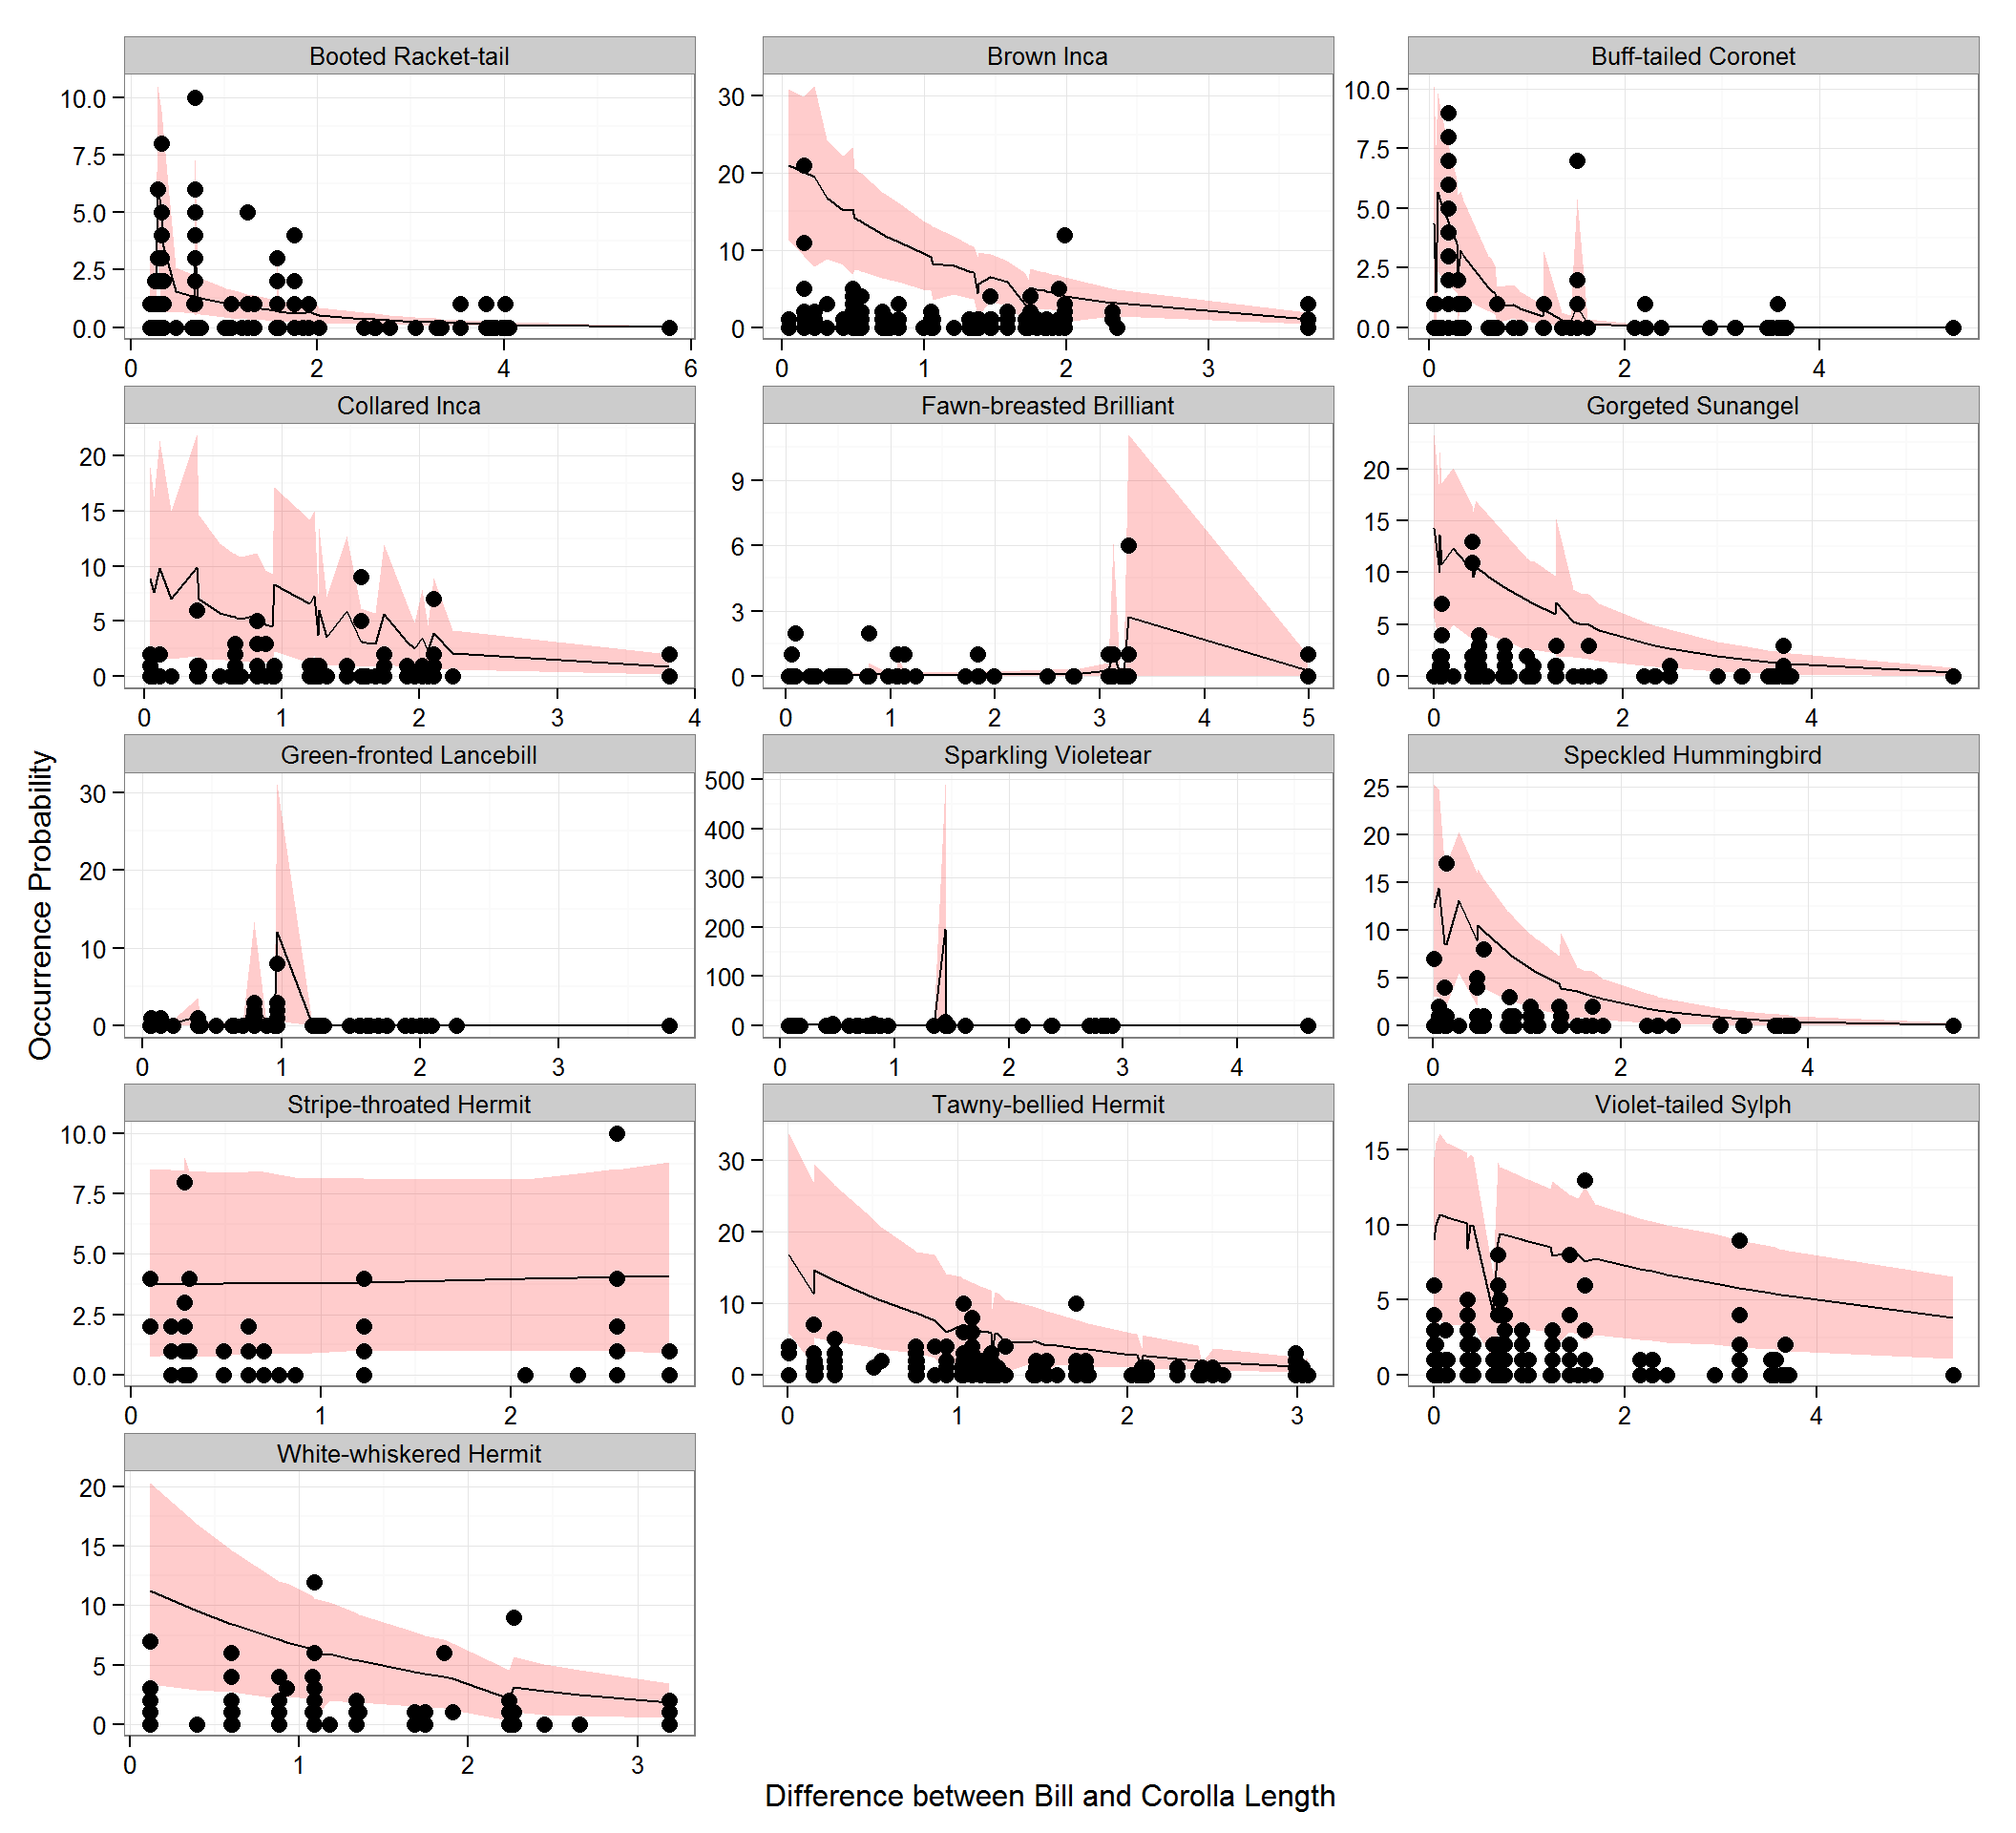 Booted Racket-tail
Brown Inca
Buff-tailed Coronet
10.0
7.5
5.0
2.5
0.0
0 2 4 6
30
20
10
0
0 1 2 3
10.0
7.5
5.0
2.5
0.0
0 2 4
Collared Inca
Fawn-breasted Brilliant
Gorgeted Sunangel
20
15
10
5
0
0 1 2 3 4
9
6
3
0
0 1 2 3 4 5
20
15
10
5
0
0 2 4
Green-fronted Lancebill
Sparkling Violetear
Speckled Hummingbird
30
20
10
0
0 1 2 3
500
400
300
200
100
0
0 1 2 3 4
25
20
15
10
5
0
0 2 4
Stripe-throated Hermit
Tawny-bellied Hermit
Violet-tailed Sylph
10.0
7.5
5.0
2.5
0.0
0 1 2
30
20
10
0
0 1 2 3
15
10
5
0
0 2 4
White-whiskered Hermit
20
15
10
5
0
0 1 2 3
Occurrence Probability
Difference between Bill and Corolla Length